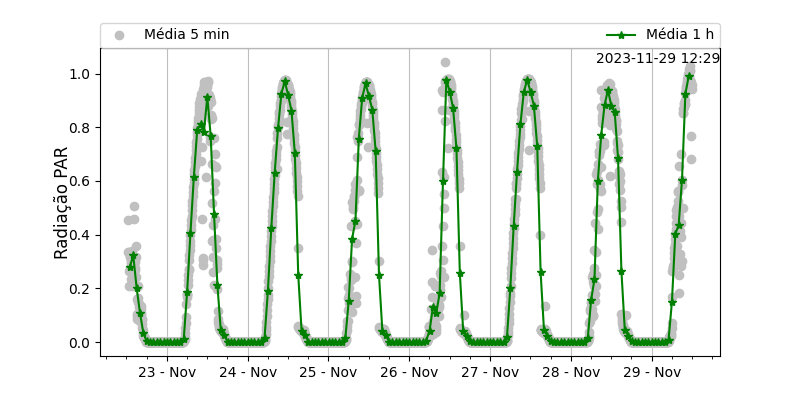 Média 5 min
Média 1 h
2023-11-29 12:29
Radiação PAR
1.0
0.8
0.6
0.4
0.2
0.0
23 - Nov
24 - Nov
25 - Nov
26 - Nov
27 - Nov
28 - Nov
29 - Nov